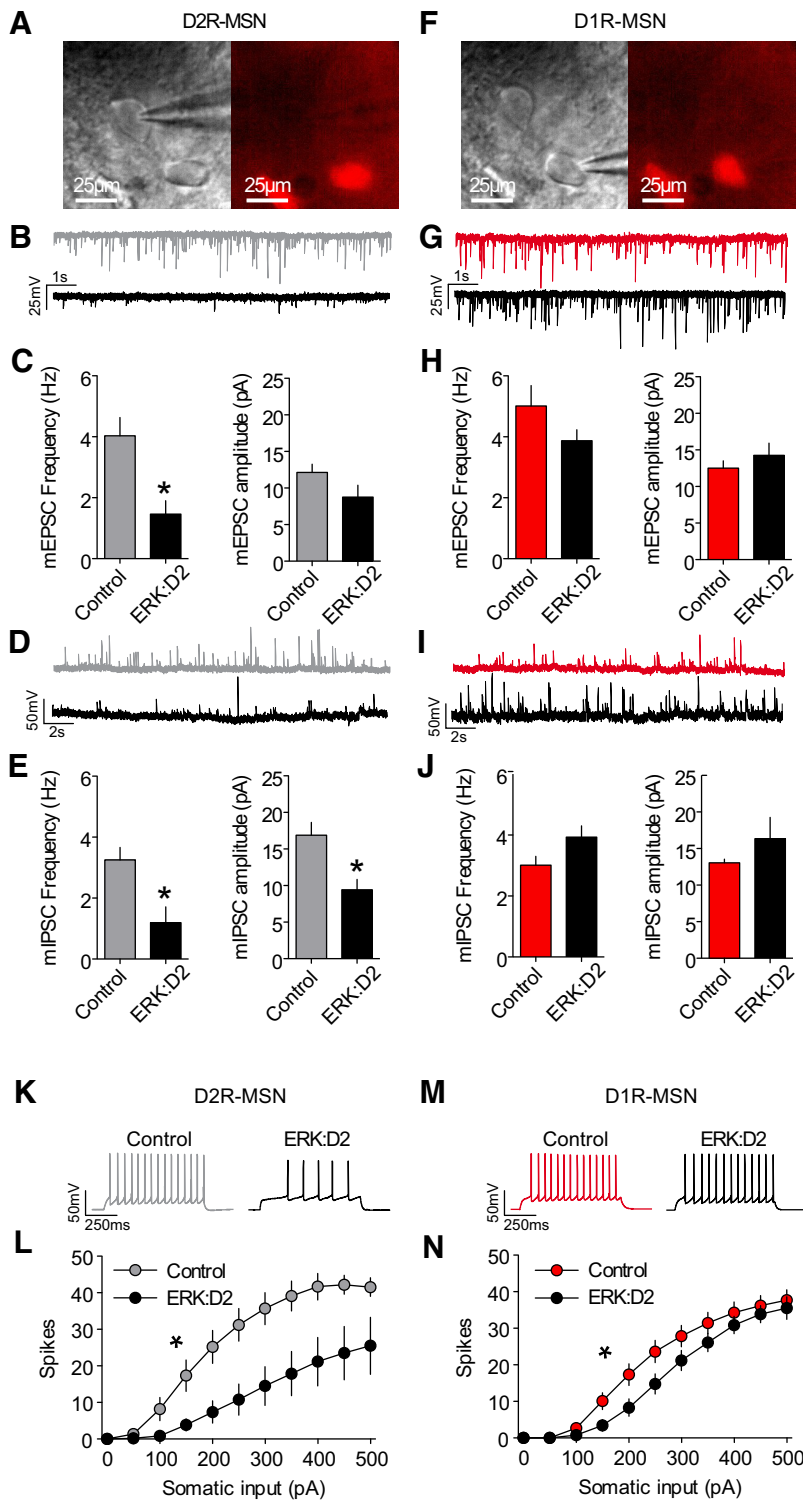 A D2R-MSN
25µm 25µm
F D1R-MSN
25µm 25µm
B
1s
25mV
G
1s
25mV
C
mEPSC Frequency (Hz)
6
4
2
0
*
Control ERK:D2
mEPSC amplitude (pA)
25
20
15
10
5
0
Control ERK:D2
H
mEPSC Frequency (Hz)
6
4
2
0
Control ERK:D2
mEPSC amplitude (pA)
25
20
15
10
5
0
Control ERK:D2
D
50mV
2s
I
50mV
2s
E
mIPSC Frequency (Hz)
6
4
2
0
*
Control ERK:D2
mIPSC amplitude (pA)
25
20
15
10
5
0
*
Control ERK:D2
J
mIPSC Frequency (Hz)
6
4
2
0
Control ERK:D2
mIPSC amplitude (pA)
25
20
15
10
5
0
Control ERK:D2
K D2R-MSN
Control ERK:D2
50mV
250ms
M D1R-MSN
Control ERK:D2
50mV
250ms
L
Spikes
50
40
30
20
10
0
Control
ERK:D2
*
0 100 200 300 400 500
Somatic input (pA)
N
Spikes
50
40
30
20
10
0
Control
ERK:D2
*
0 100 200 300 400 500
Somatic input (pA)